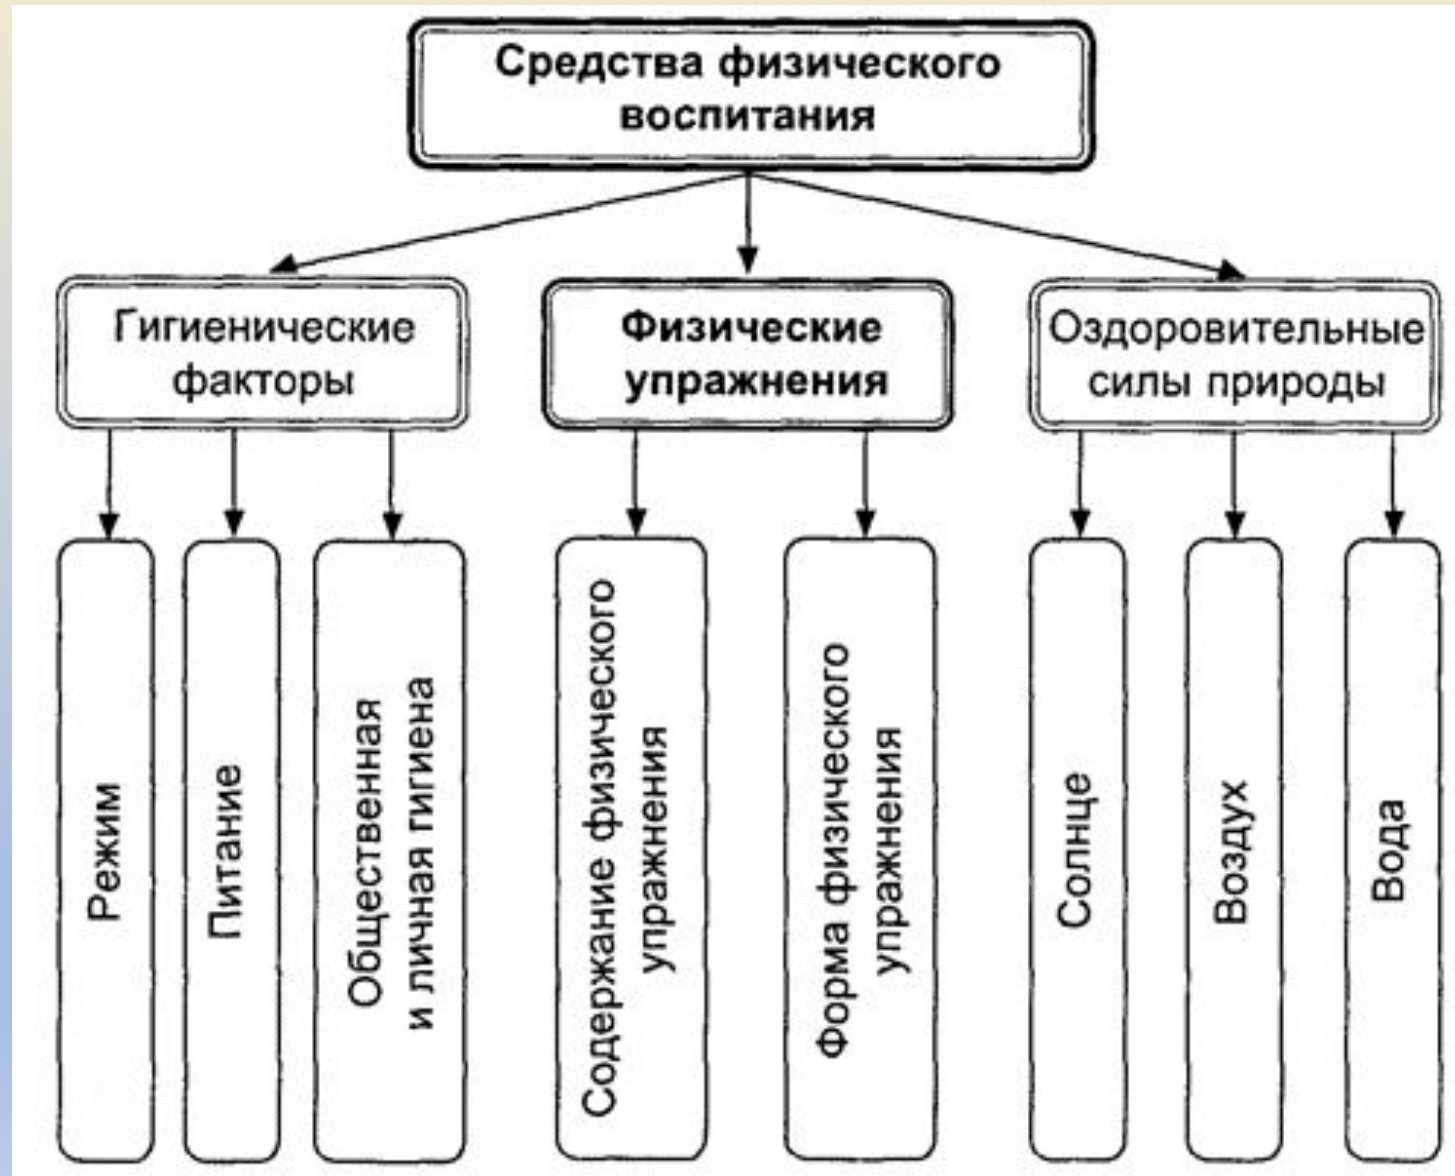 Средства физического
воспитания
Гигиенические
факторы
Физические
упражнения
Оздоровительные
силы природы
Режим
Питание
Общественная
и личная гигиена
Содержание физического
упражнения
Форма физического
упражнения
Солнце
Воздух
Вода